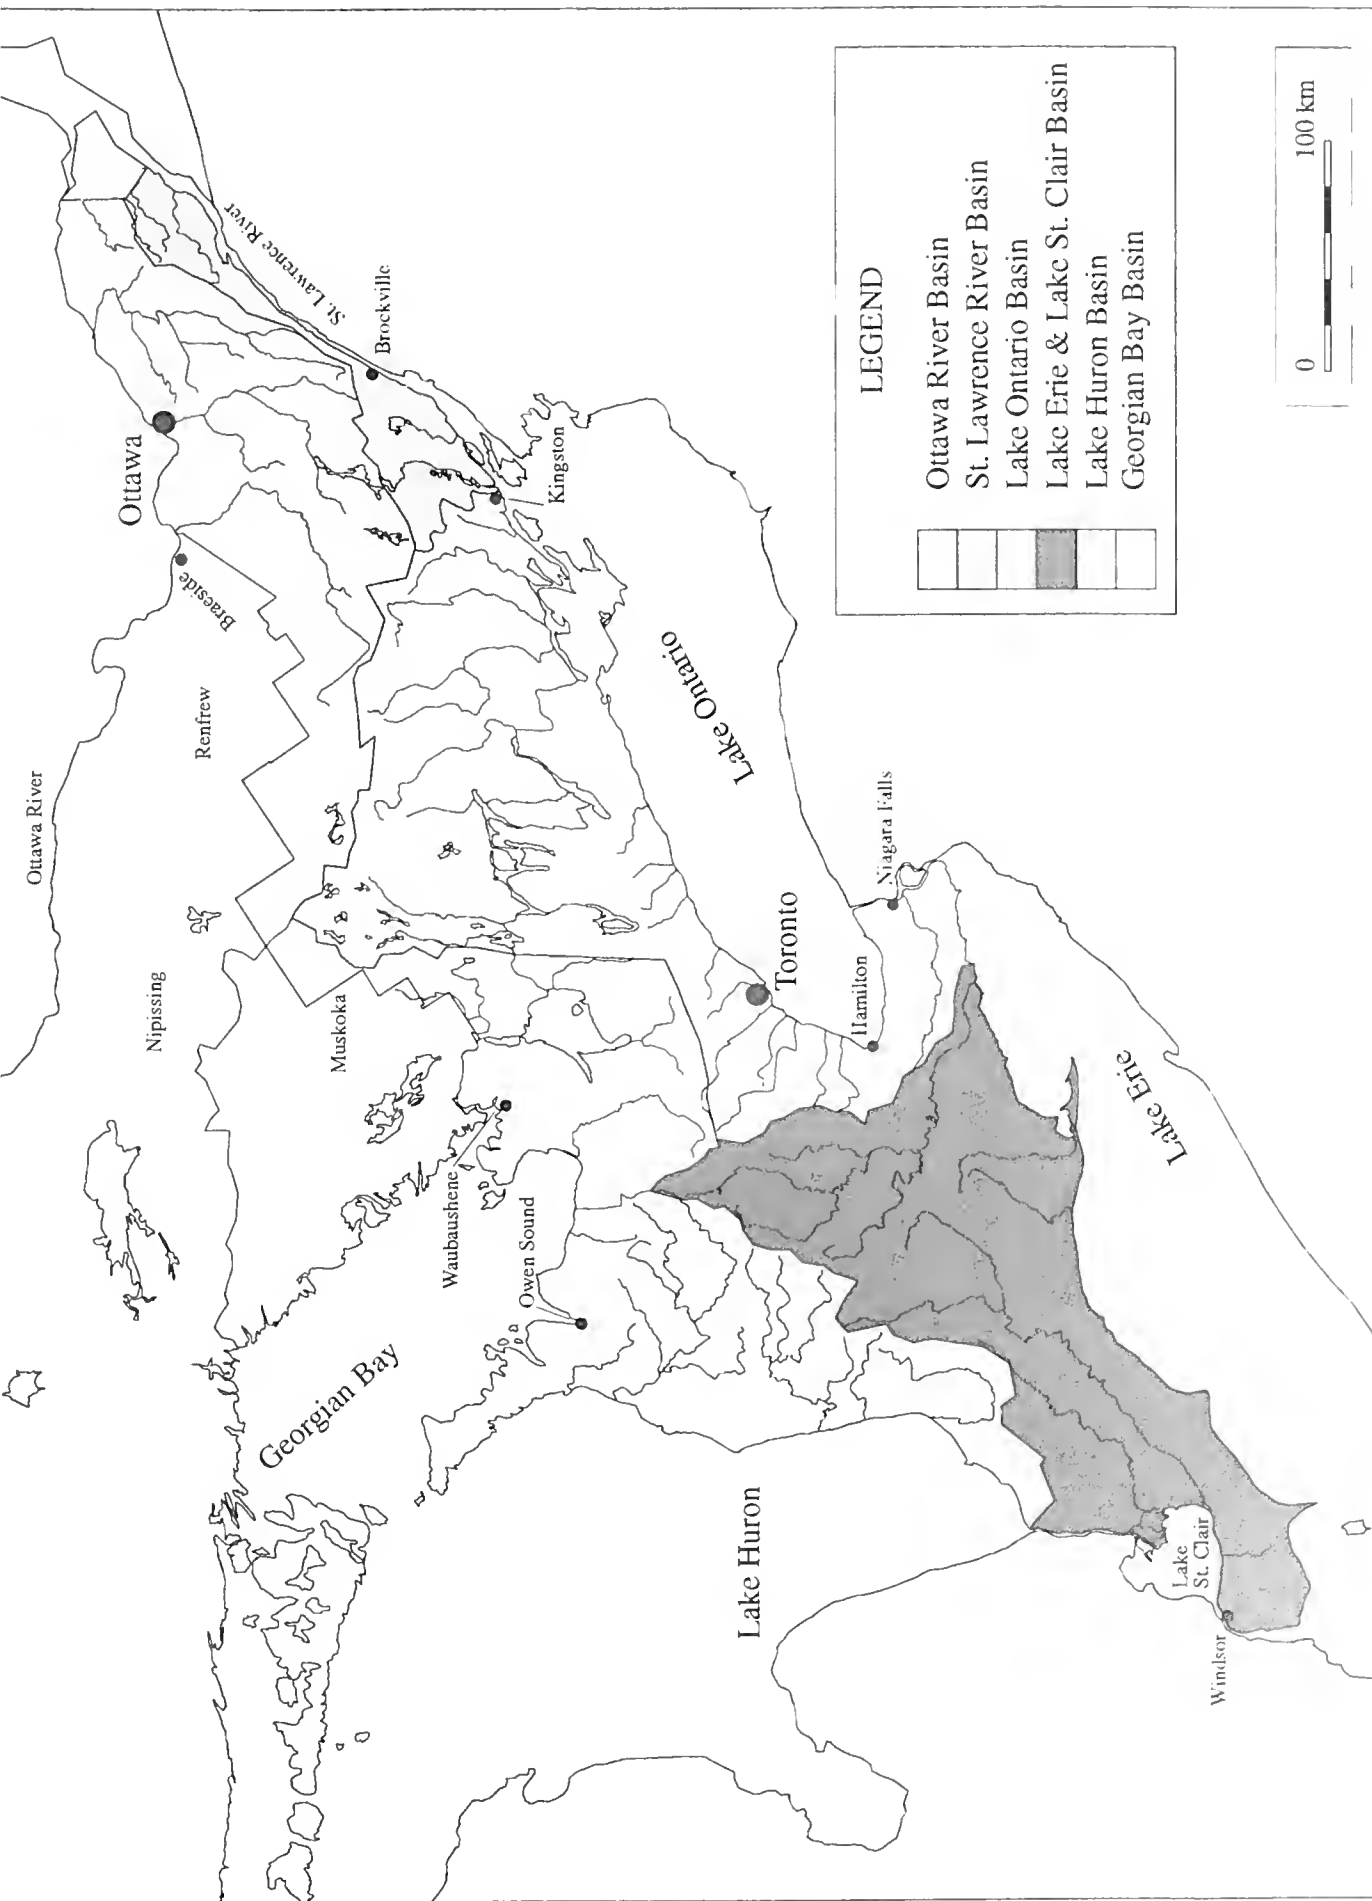 Ottawa River
Nipissing
Renfrew
Braeside
Ottawa
Muskoka
St. Lawrence River
Brockville
Kingston
Georgian Bay
Waubaushene
Owen Sound
Lake Ontario
Toronto
Lake Huron
Hamilton
Niagara Falls
Lake Erie
Lake
St. Clair
Windsor
LEGEND
Ottawa River Basin
St. Lawrence River Basin
Lake Ontario Basin
Lake Erie & Lake St. Clair Basin
Lake Huron Basin
Georgian Bay Basin
0
100 km